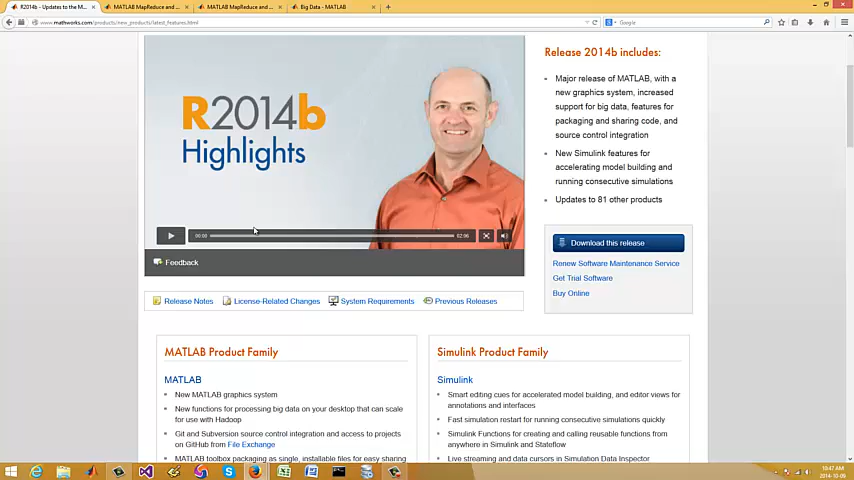 R2014b - Updates to the M...
MATLAB MapReduce and ...
MATLAB MapReduce and ...
Big Data - MATLAB
www.mathworks.com/products/new_products/latest_features.html
Google
R2014b
Highlights
00:00
02:06
Feedback
Release 2014b includes:
Major release of MATLAB, with a
new graphics system, increased
support for big data, features for
packaging and sharing code, and
source control integration
New Simulink features for
accelerating model building and
running consecutive simulations
Updates to 81 other products
Download this release
Renew Software Maintenance Service
Get Trial Software
Buy Online
Release Notes
License-Related Changes
System Requirements
Previous Releases
MATLAB Product Family
MATLAB
New MATLAB graphics system
New functions for processing big data on your desktop that can scale
for use with Hadoop
Git and Subversion source control integration and access to projects
on GitHub from File Exchange
MATLAB toolbox packaging as single, installable files for easy sharing
Simulink Product Family
Simulink
Smart editing cues for accelerated model building, and editor views for
annotations and interfaces
Fast simulation restart for running consecutive simulations quickly
Simulink Functions for creating and calling reusable functions from
anywhere in Simulink and Stateflow
Live streaming and data cursors in Simulation Data Inspector
10:47 AM